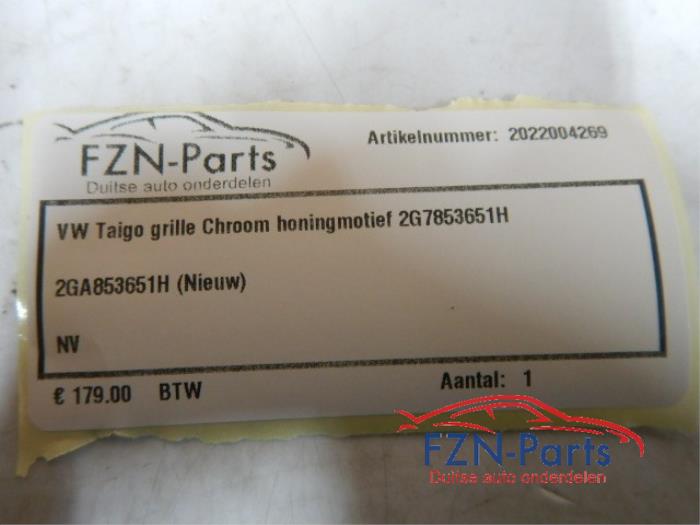 FZN-Parts
Duitse auto onderdelen
Artikelnummer: 2022004269
VW Taigo grille Chroom honingmotief 2G7853651H
2GA853651H (Nieuw)
NV
€ 179.00 BTW
Aantal: 1
FZN-Parts
Duitse auto onderdelen